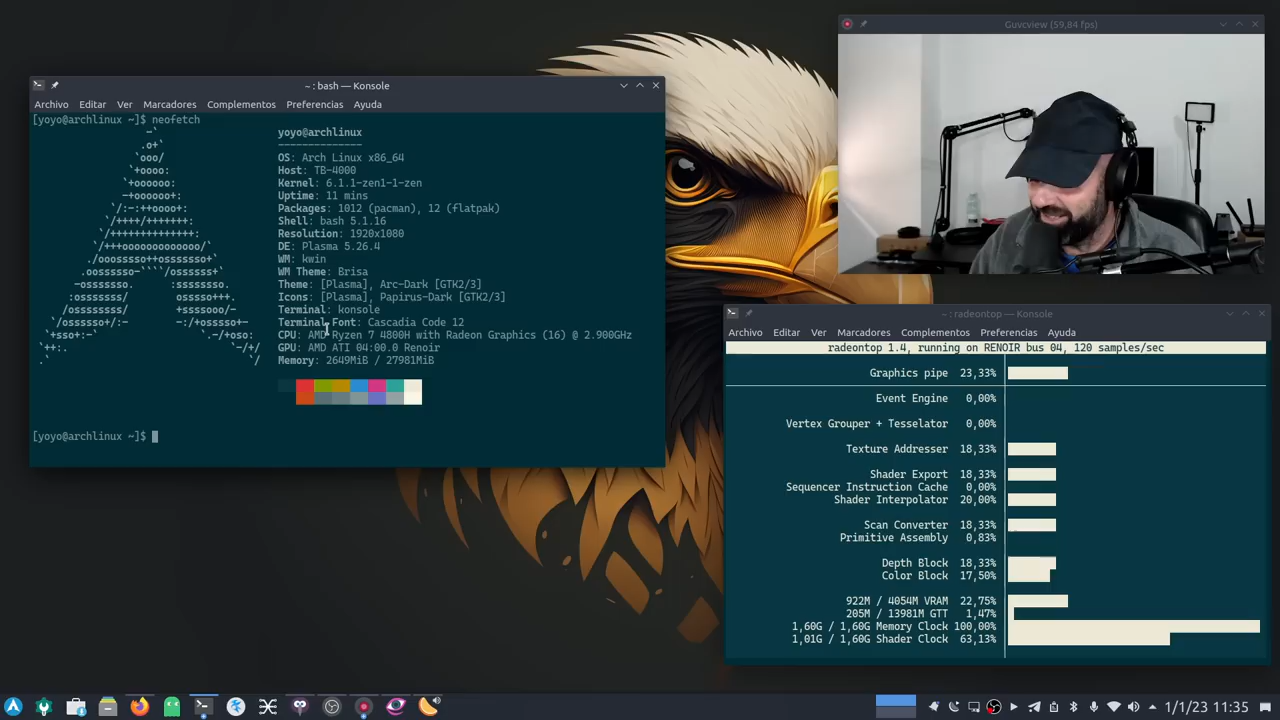 Guvcview (59,84 fps)
~ : bash — Konsole
Archivo Editar Ver Marcadores Complementos Preferencias Ayuda
[yoyo@archlinux ~]$ neofetch
yoyo@archlinux
--------------
OS: Arch Linux x86_64
Host: TB-4000
Kernel: 6.1.1-zen1-1-zen
Uptime: 11 mins
Packages: 1012 (pacman), 12 (flatpak)
Shell: bash 5.1.16
Resolution: 1920x1080
DE: Plasma 5.26.4
WM: kwin
WM Theme: Brisa
Theme: [Plasma], Arc-Dark [GTK2/3]
Icons: [Plasma], Papirus-Dark [GTK2/3]
Terminal: konsole
Terminal Font: Cascadia Code 12
CPU: AMD Ryzen 7 4800H with Radeon Graphics (16) @ 2.900GHz
GPU: AMD ATI 04:00.0 Renoir
Memory: 2649MiB / 27981MiB
[yoyo@archlinux ~]$
~ : radeontop — Konsole
Archivo Editar Ver Marcadores Complementos Preferencias Ayuda
radeontop 1.4, running on RENOIR bus 04, 120 samples/sec
Graphics pipe 23,33%
Event Engine 0,00%
Vertex Grouper + Tesselator 0,00%
Texture Addresser 18,33%
Shader Export 18,33%
Sequencer Instruction Cache 0,00%
Shader Interpolator 20,00%
Scan Converter 18,33%
Primitive Assembly 0,83%
Depth Block 18,33%
Color Block 17,50%
922M / 4054M VRAM 22,75%
205M / 13981M GTT 1,47%
1,60G / 1,60G Memory Clock 100,00%
1,01G / 1,60G Shader Clock 63,13%
1/1/23 11:35